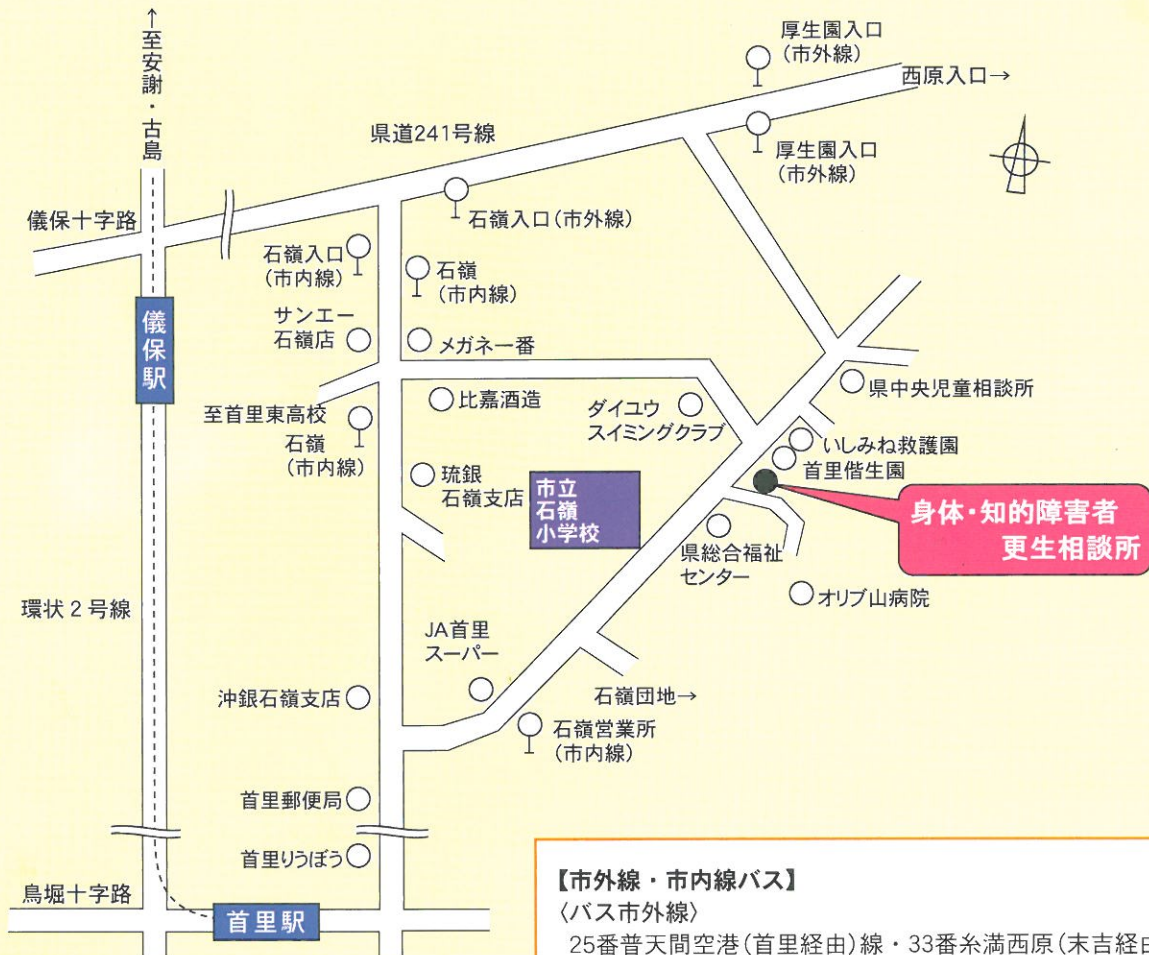 ↑至安謝・古島
厚生園入口
(市外線)
西原入口→
県道241号線
厚生園入口
(市外線)
儀保十字路
石嶺入口(市外線)
石嶺入口
(市内線)
石嶺
(市内線)
儀保駅
サンエー
石嶺店
メガネ一番
県中央児童相談所
比嘉酒造
ダイユウ
スイミングクラブ
至首里東高校
石嶺
(市内線)
いしみね救護園
首里偕生園
琉銀
石嶺支店
市立
石嶺
小学校
身体・知的障害者
更生相談所
県総合福祉
センター
オリブ山病院
環状2号線
JA首里
スーパー
沖銀石嶺支店
石嶺団地→
石嶺営業所
(市内線)
首里郵便局
首里りうぼう
鳥堀十字路
首里駅
【市外線・市内線バス】
〈バス市外線〉
25番普天間空港(首里経由)線・33番糸満西原(末吉経由